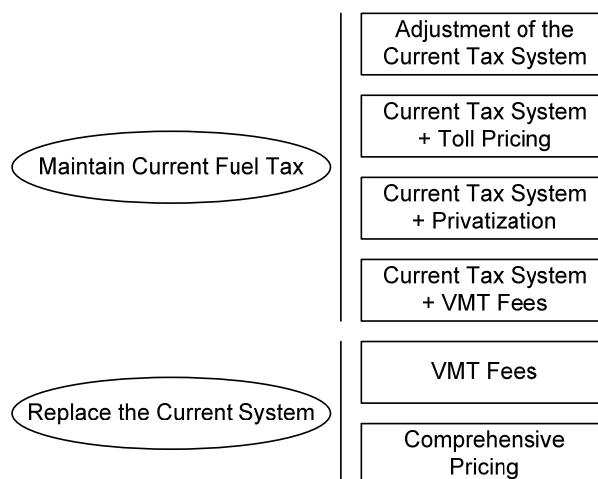 Maintain Current Fuel Tax
Adjustment of the
Current Tax System
Current Tax System
+ Toll Pricing
Current Tax System
+ Privatization
Current Tax System
+ VMT Fees
Replace the Current System
VMT Fees
Comprehensive
Pricing